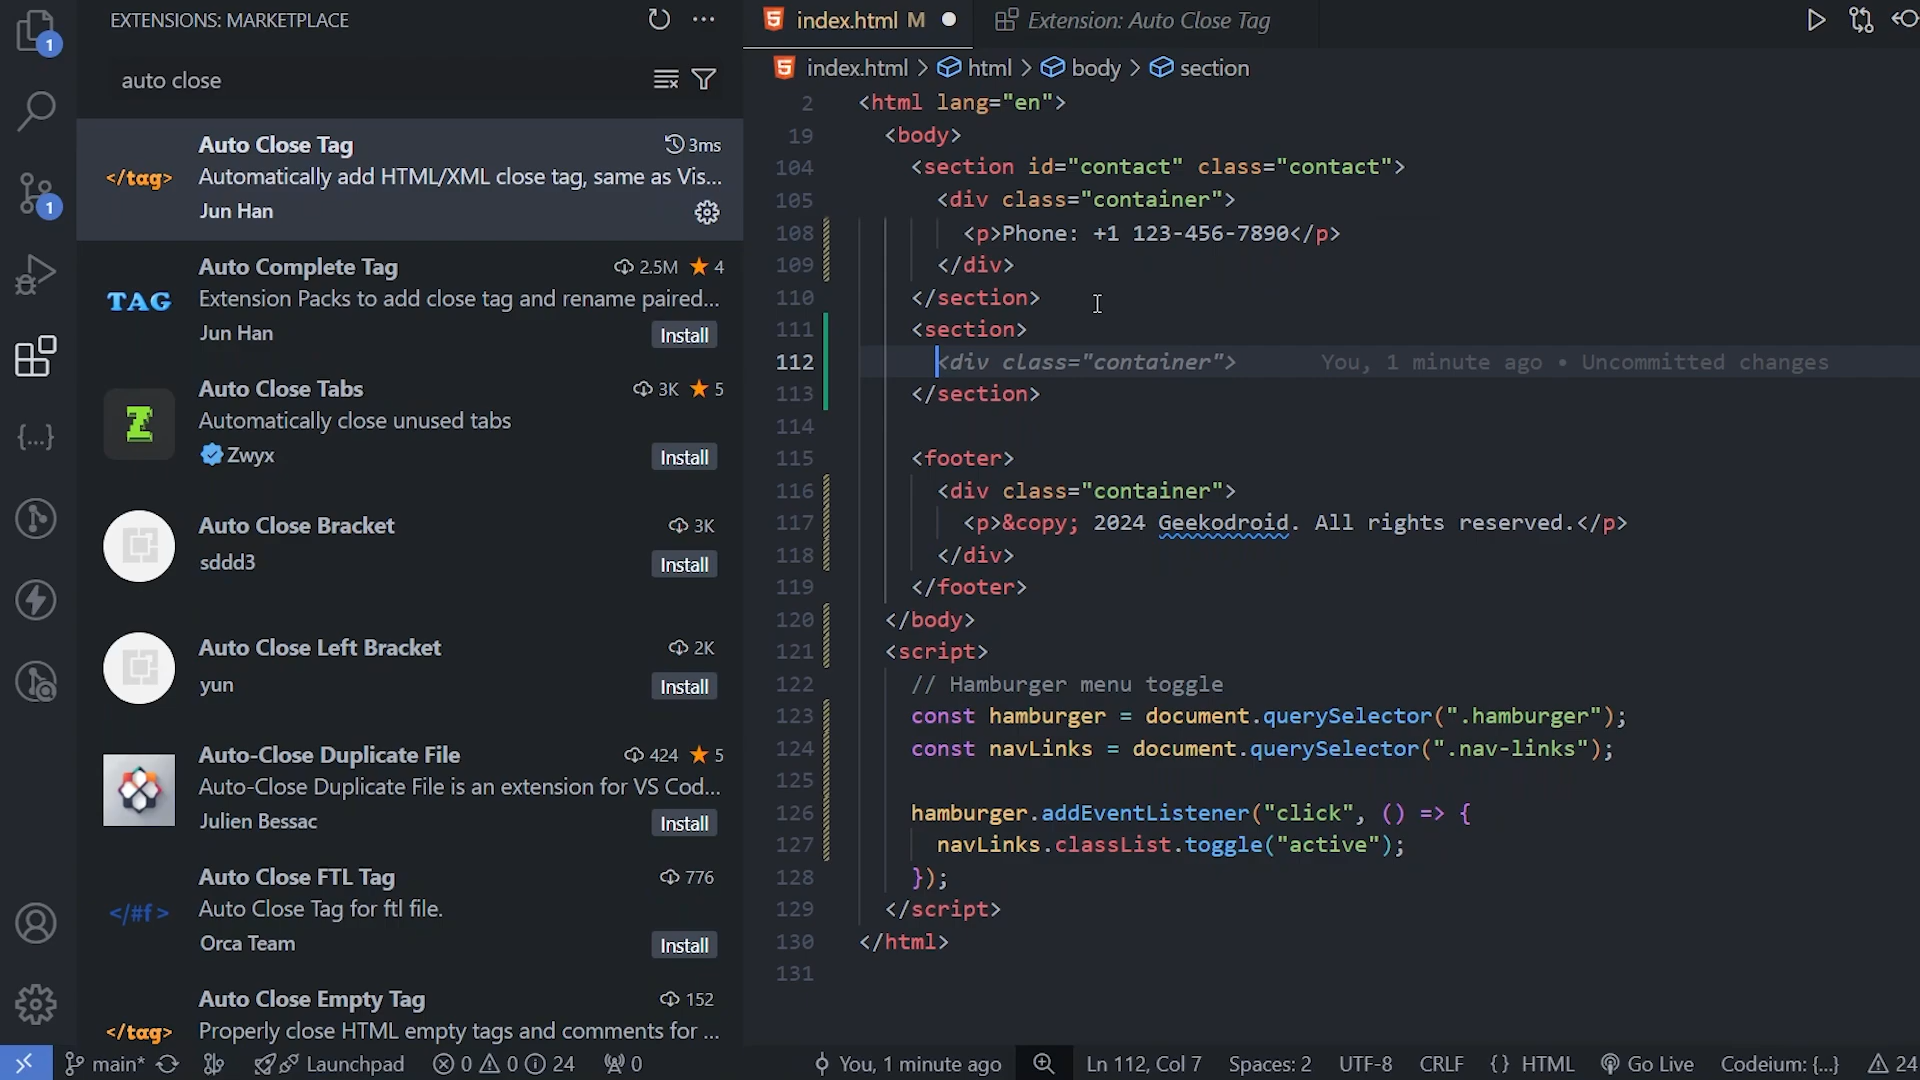 EXTENSIONS: MARKETPLACE
auto close
Auto Close Tag 3ms
</tag> Automatically add HTML/XML close tag, same as Vis...
Jun Han
Auto Complete Tag 2.5M ★ 4
TAG Extension Packs to add close tag and rename paired...
Jun Han Install
Auto Close Tabs 3K ★ 5
Automatically close unused tabs
Zwyx Install
Auto Close Bracket 3K
sddd3 Install
Auto Close Left Bracket 2K
yun Install
Auto-Close Duplicate File 424 ★ 5
Auto-Close Duplicate File is an extension for VS Cod...
Julien Bessac Install
Auto Close FTL Tag 776
</#f> Auto Close Tag for ftl file.
Orca Team Install
Auto Close Empty Tag 152
</tag> Properly close HTML empty tags and comments for ...
1
1
{...}
index.html M ● Extension: Auto Close Tag
index.html > html > body > section
2 <html lang="en">
19 <body>
104 <section id="contact" class="contact">
105 <div class="container">
108 <p>Phone: +1 123-456-7890</p>
109 </div>
110 </section>
111 <section>
112 <div class="container"> You, 1 minute ago • Uncommitted changes
113 </section>
114
115 <footer>
116 <div class="container">
117 <p>&copy; 2024 Geekodroid. All rights reserved.</p>
118 </div>
119 </footer>
120 </body>
121 <script>
122 // Hamburger menu toggle
123 const hamburger = document.querySelector(".hamburger");
124 const navLinks = document.querySelector(".nav-links");
125
126 hamburger.addEventListener("click", () => {
127 navLinks.classList.toggle("active");
128 });
129 </script>
130 </html>
131
main* Launchpad 0 0 24 0 You, 1 minute ago Ln 112, Col 7 Spaces: 2 UTF-8 CRLF {} HTML Go Live Codeium: {...} 24